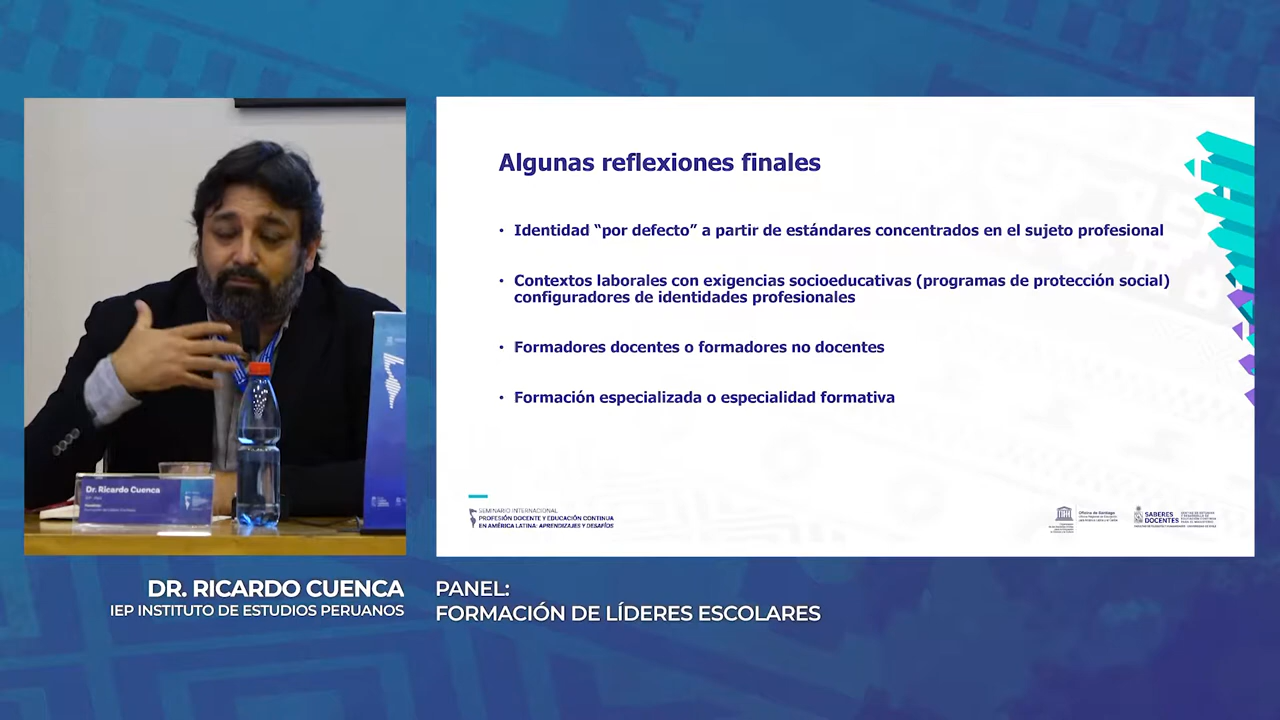 Algunas reflexiones finales
• Identidad “por defecto” a partir de estándares concentrados en el sujeto profesional
• Contextos laborales con exigencias socioeducativas (programas de protección social)
configuradores de identidades profesionales
• Formadores docentes o formadores no docentes
• Formación especializada o especialidad formativa
SEMINARIO INTERNACIONAL
PROFESIÓN DOCENTE Y EDUCACIÓN CONTINUA
EN AMÉRICA LATINA: APRENDIZAJES Y DESAFÍOS
Oficina de Santiago
SABERES
DOCENTES
Dr. Ricardo Cuenca
DR. RICARDO CUENCA
IEP INSTITUTO DE ESTUDIOS PERUANOS
PANEL:
FORMACIÓN DE LÍDERES ESCOLARES